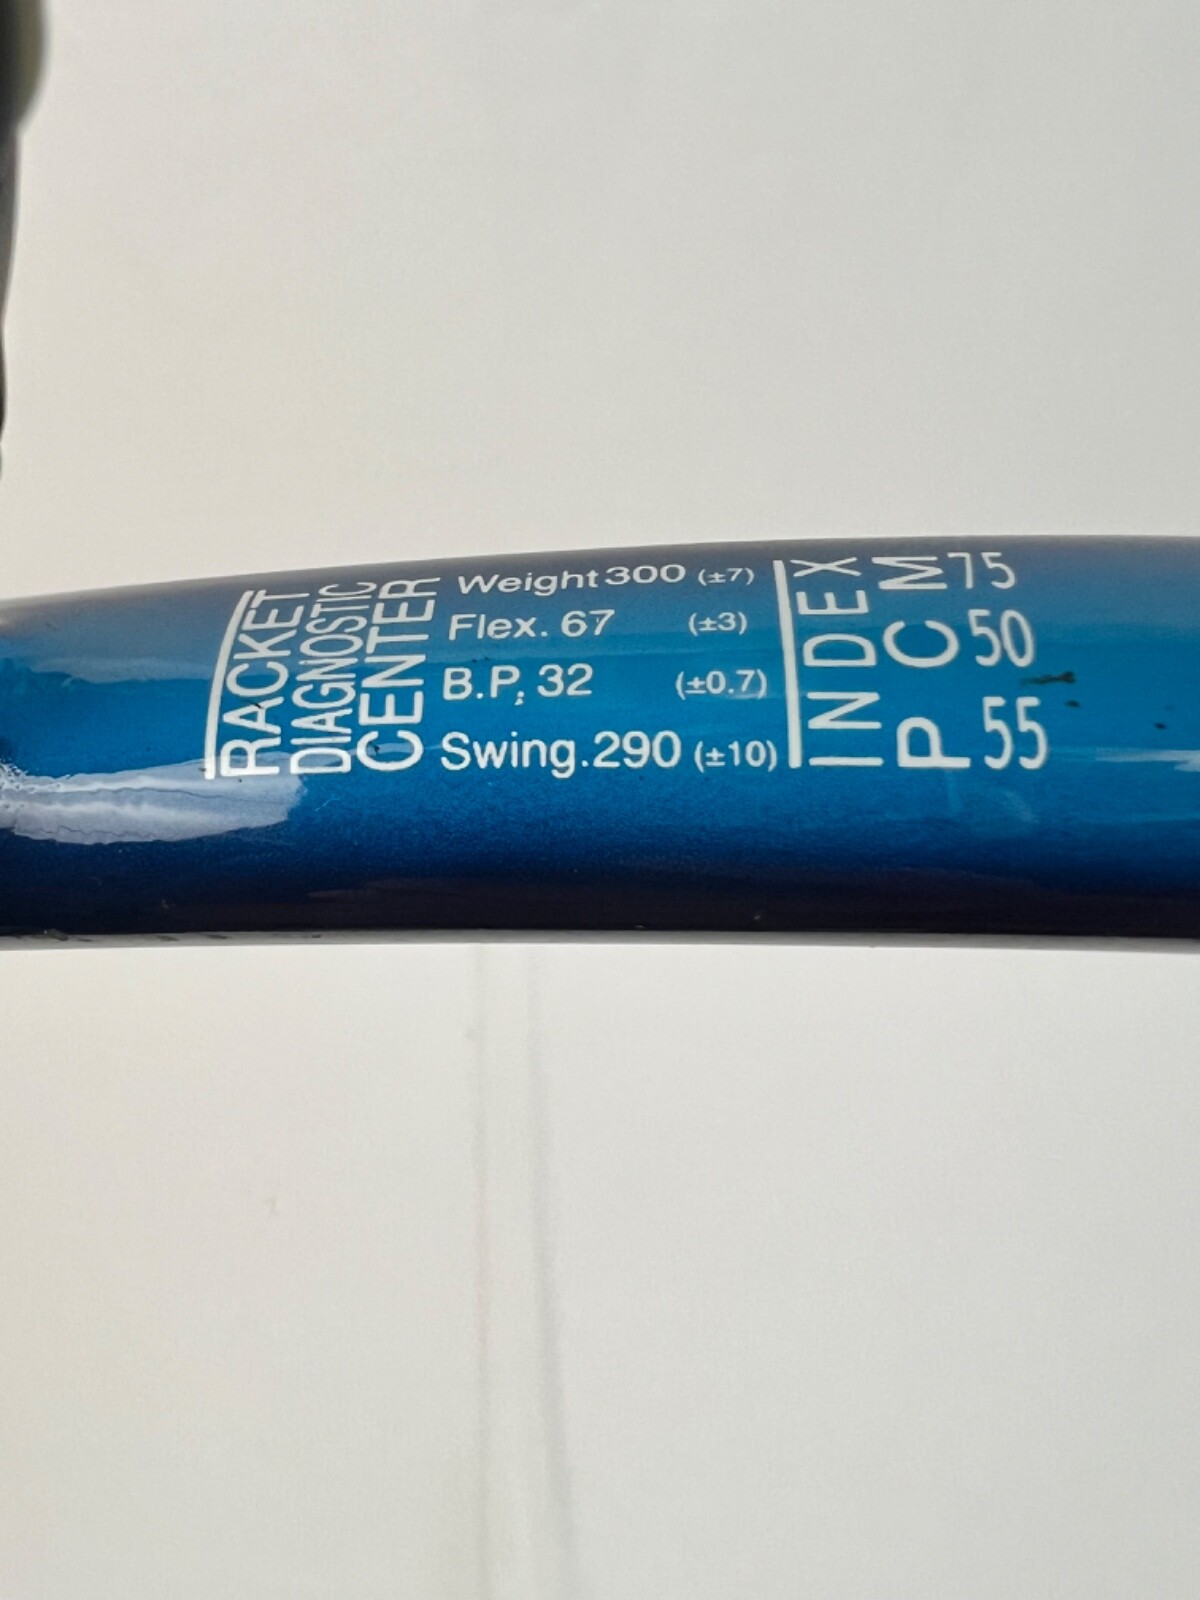 RACKET
DIAGNOSTIC
CENTER
Weight 300 (±7)
Flex. 67 (±3)
B.P. 32 (±0.7)
Swing. 290 (±10)
INDEX
M 75
C 50
P 55